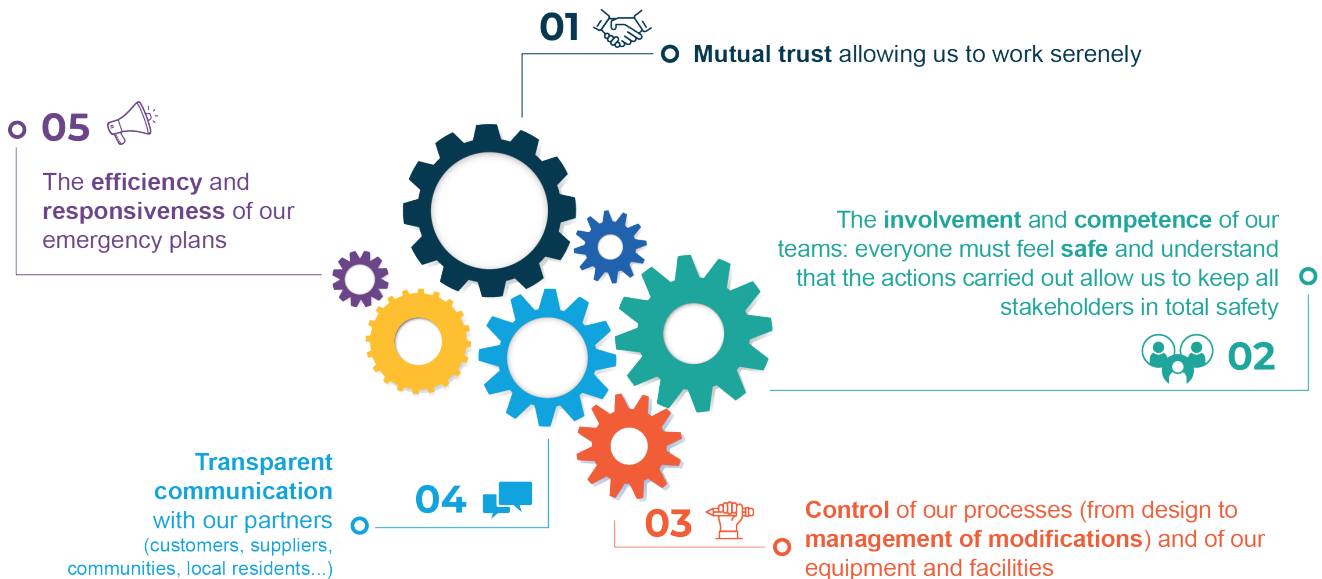 01
Mutual trust allowing us to work serenely
05
The efficiency and
responsiveness of our
emergency plans
The involvement and competence of our
teams: everyone must feel safe and understand
that the actions carried out allow us to keep all
stakeholders in total safety
02
Transparent
communication
with our partners
(customers, suppliers,
communities, local residents...)
04
03
Control of our processes (from design to
management of modifications) and of our
equipment and facilities